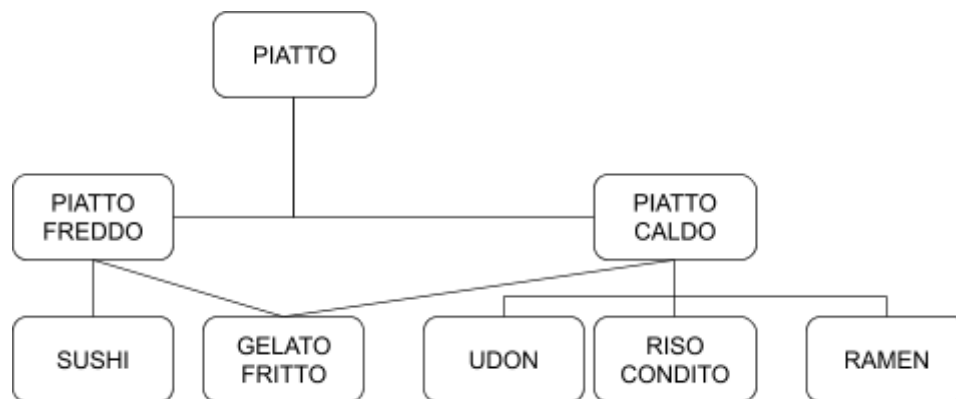 PIATTO
PIATTO
FREDDO
PIATTO
CALDO
SUSHI
GELATO
FRITTO
UDON
RISO
CONDITO
RAMEN